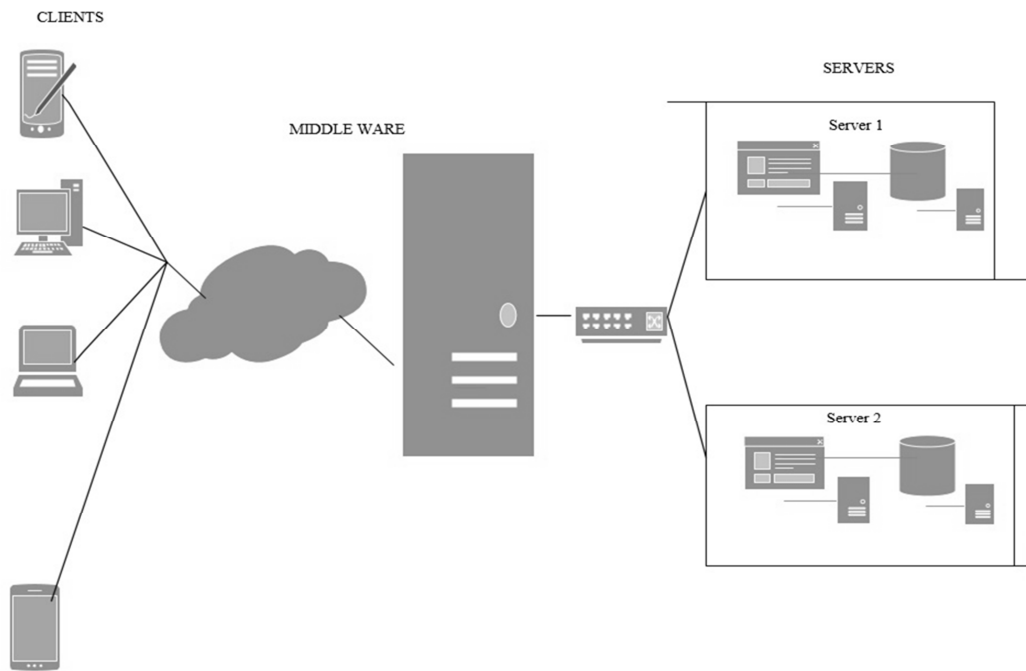 CLIENTS
MIDDLE WARE
SERVERS
Server 1
Server 2